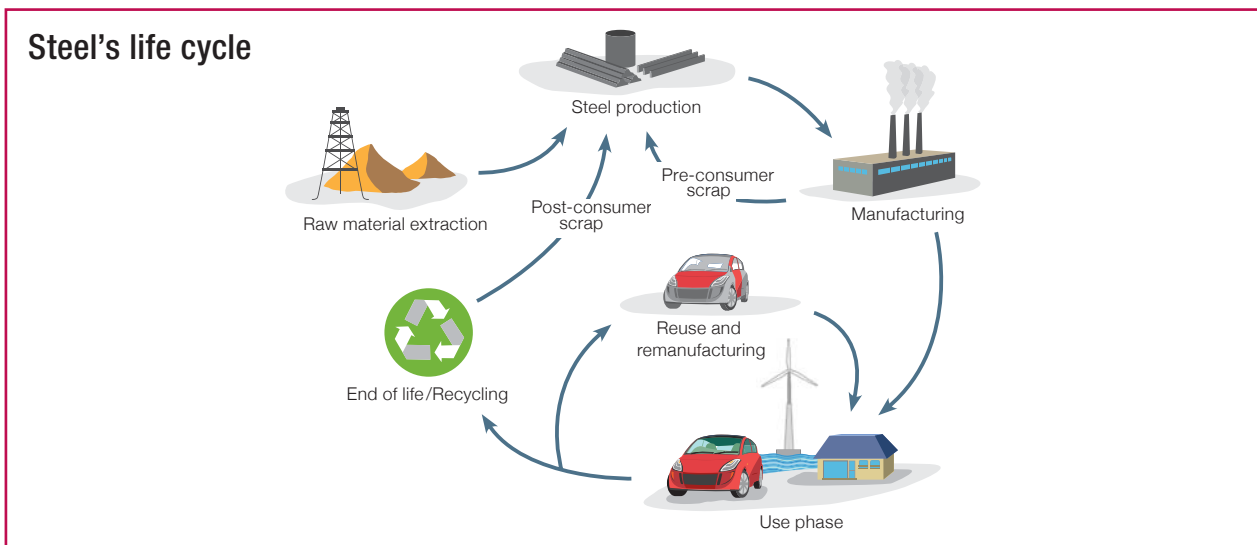 Steel’s life cycle
Steel production
Raw material extraction
Post-consumer
scrap
Pre-consumer
scrap
Manufacturing
Reuse and
remanufacturing
End of life/Recycling
Use phase